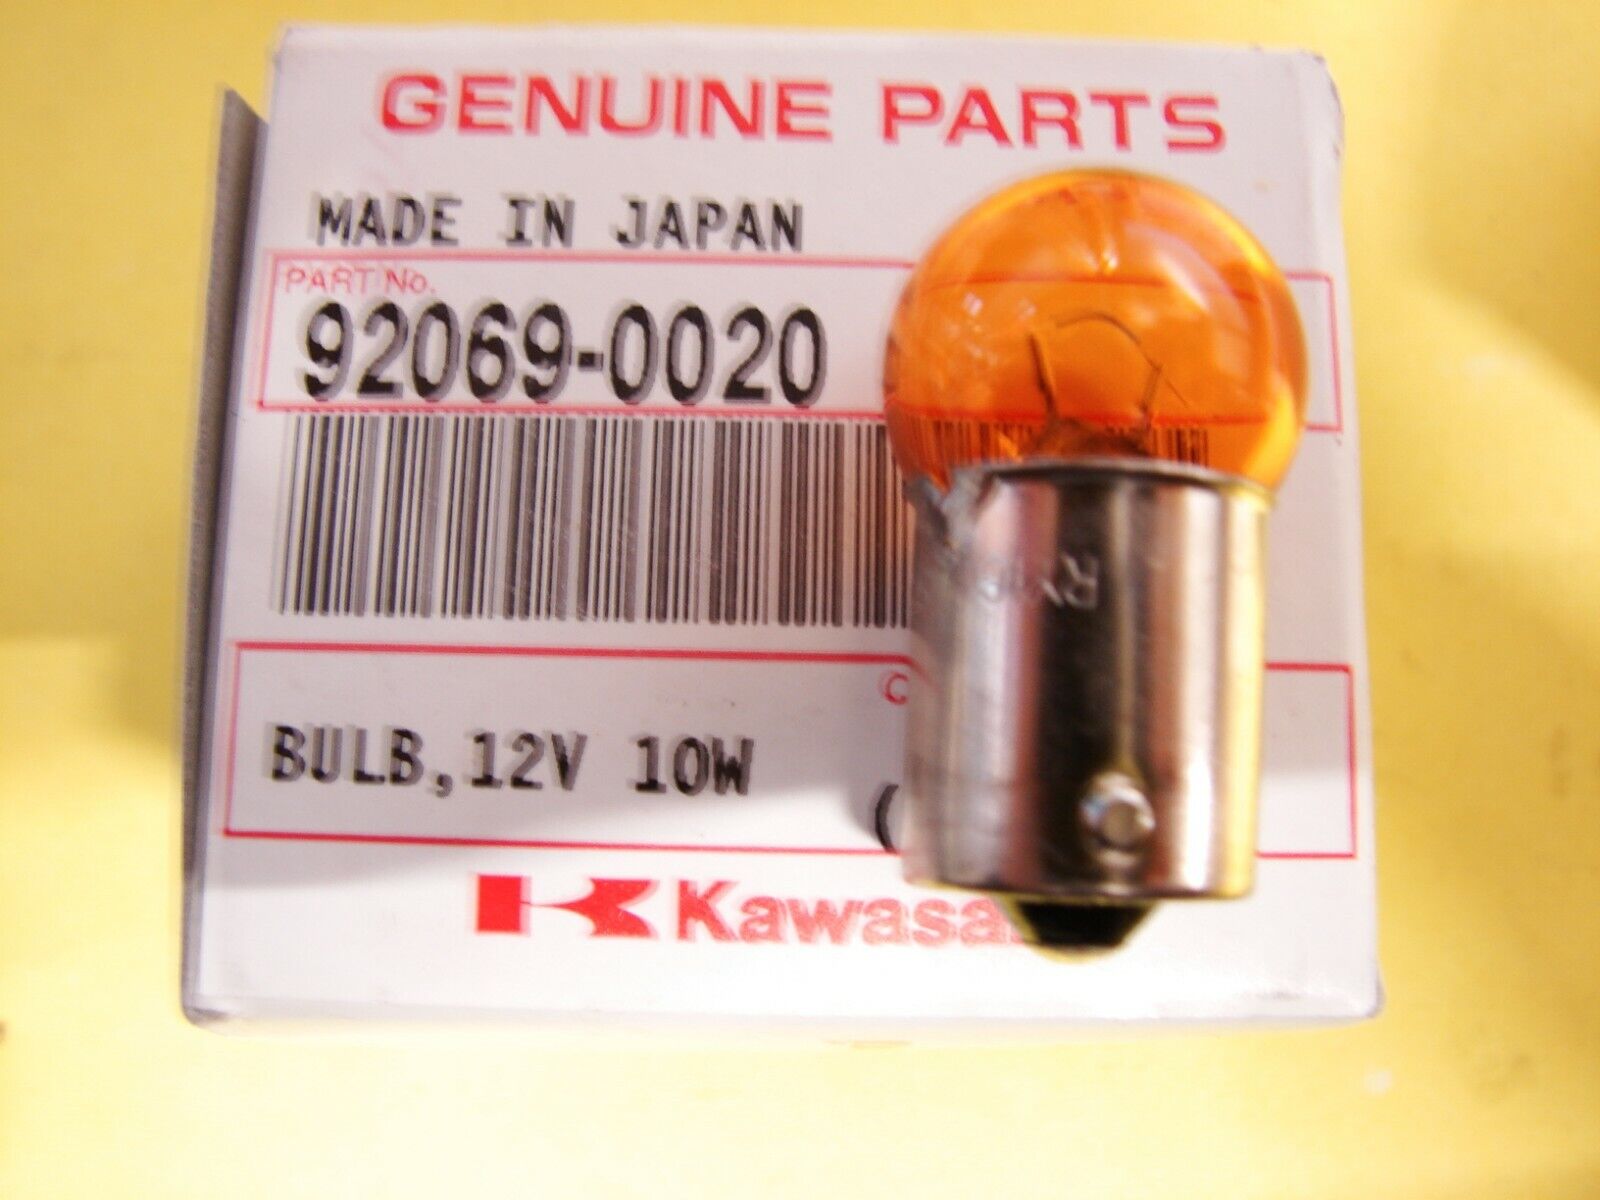 GENUINE PARTS
MADE IN JAPAN
PART No.
92069-0020
C
BULB,12V 10W
(
Kawasa